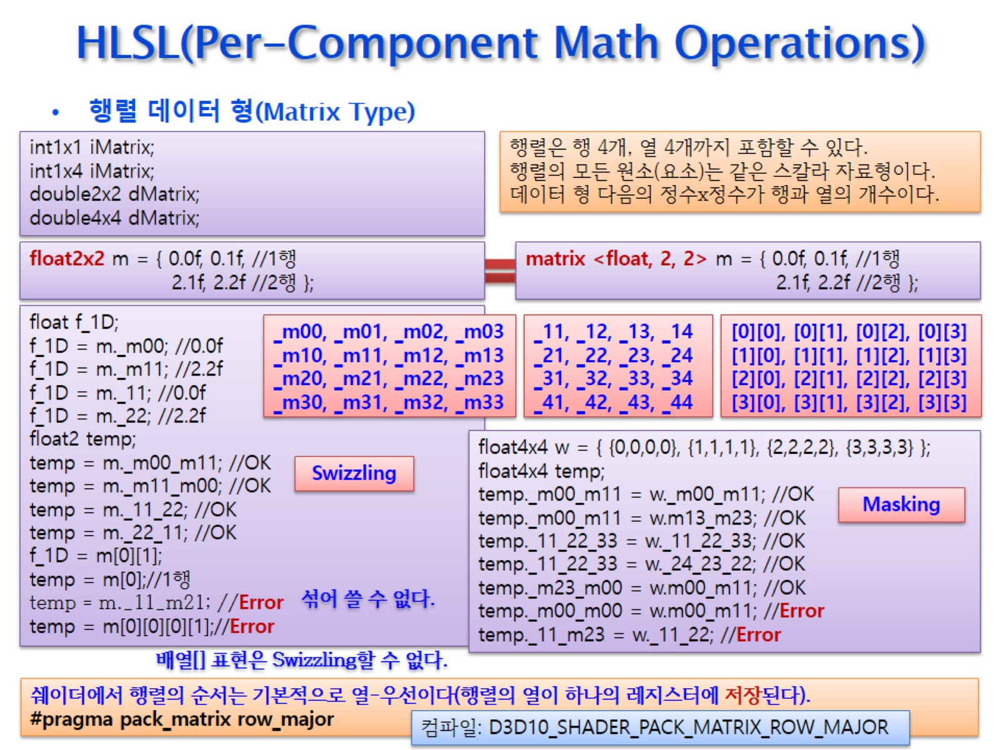 HLSL(Per-Component Math Operations)
• 행렬 데이터 형(Matrix Type)
int1x1 iMatrix;
int1x4 iMatrix;
double2x2 dMatrix;
double4x4 dMatrix;
행렬은 행 4개, 열 4개까지 포함할 수 있다.
행렬의 모든 원소(요소)는 같은 스칼라 자료형이다.
데이터 형 다음의 정수x정수가 행과 열의 개수이다.
float2x2 m = { 0.0f, 0.1f, //1행
2.1f, 2.2f //2행 };
matrix <float, 2, 2> m = { 0.0f, 0.1f, //1행
2.1f, 2.2f //2행 };
float f_1D;
f_1D = m._m00; //0.0f
f_1D = m._m11; //2.2f
f_1D = m._11; //0.0f
f_1D = m._22; //2.2f
float2 temp;
temp = m._m00_m11; //OK
temp = m._m11_m00; //OK
temp = m._11_22; //OK
temp = m._22_11; //OK
f_1D = m[0][1];
temp = m[0];//1행
temp = m._11_m21; //Error
temp = m[0][0][0][1];//Error
_m00, _m01, _m02, _m03
_m10, _m11, _m12, _m13
_m20, _m21, _m22, _m23
_m30, _m31, _m32, _m33
_11, _12, _13, _14
_21, _22, _23, _24
_31, _32, _33, _34
_41, _42, _43, _44
[0][0], [0][1], [0][2], [0][3]
[1][0], [1][1], [1][2], [1][3]
[2][0], [2][1], [2][2], [2][3]
[3][0], [3][1], [3][2], [3][3]
Swizzling
섞어 쓸 수 없다.
float4x4 w = { {0,0,0,0}, {1,1,1,1}, {2,2,2,2}, {3,3,3,3} };
float4x4 temp;
temp._m00_m11 = w._m00_m11; //OK
temp._m00_m11 = w.m13_m23; //OK
temp._11_22_33 = w._11_22_33; //OK
temp._11_22_33 = w._24_23_22; //OK
temp._m23_m00 = w.m00_m11; //OK
temp._m00_m00 = w.m00_m11; //Error
temp._11_m23 = w._11_22; //Error
Masking
배열[] 표현은 Swizzling할 수 없다.
쉐이더에서 행렬의 순서는 기본적으로 열-우선이다(행렬의 열이 하나의 레지스터에 저장된다).
#pragma pack_matrix row_major
컴파일: D3D10_SHADER_PACK_MATRIX_ROW_MAJOR